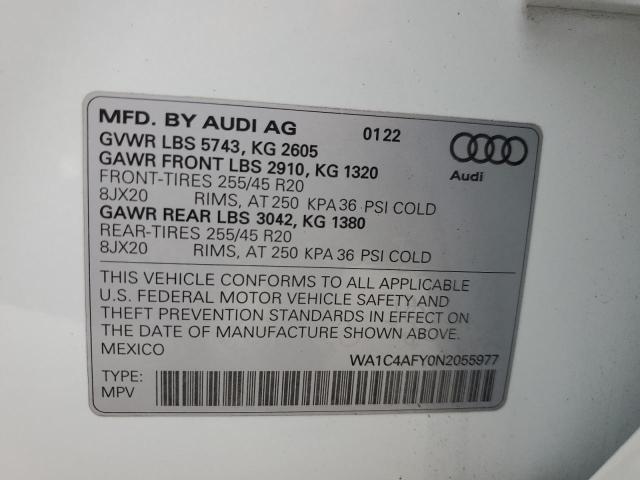 MFD. BY AUDI AG 01 22
GVWR LBS 5743, KG 2605
GAWR FRONT LBS 2910, KG 1320
FRONT-TIRES 255/45 R20
8JX20 RIMS, AT 250 KPA 36 PSI COLD
GAWR REAR LBS 3042, KG 1380
REAR-TIRES 255/45 R20
8JX20 RIMS, AT 250 KPA 36 PSI COLD
Audi
THIS VEHICLE CONFORMS TO ALL APPLICABLE
U.S. FEDERAL MOTOR VEHICLE SAFETY AND
THEFT PREVENTION STANDARDS IN EFFECT ON
THE DATE OF MANUFACTURE SHOWN ABOVE.
MEXICO WA1C4AFY0N2055977
TYPE:
MPV